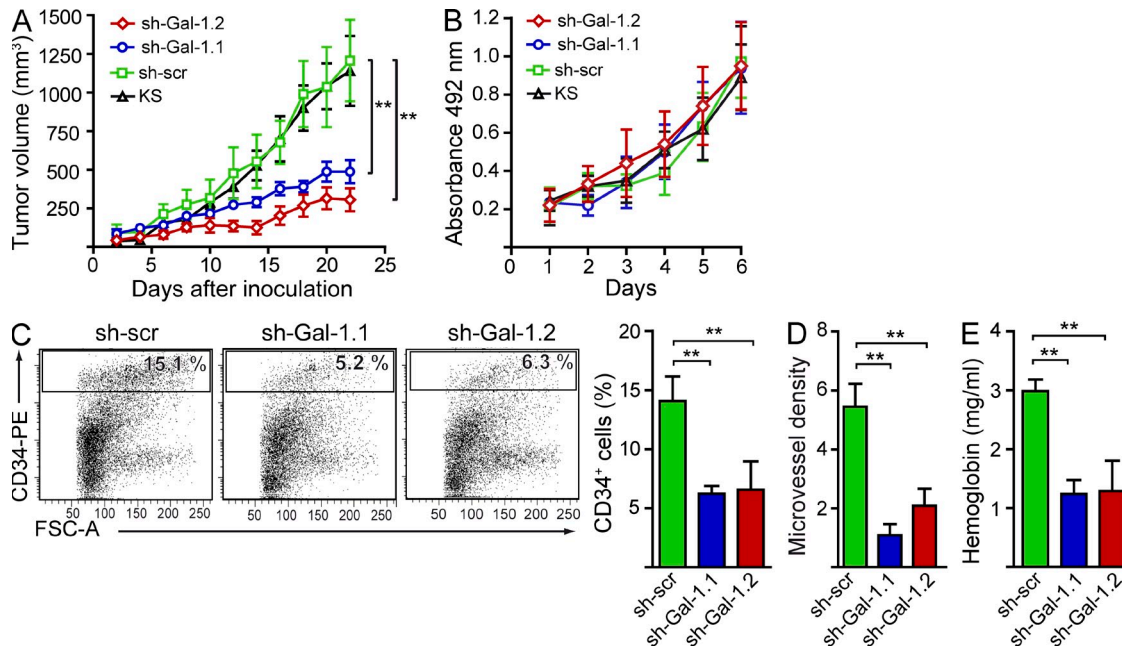 A
Tumor volume (mm³)
1500
1250
1000
750
500
250
0 5 10 15 20 25
Days after inoculation
sh-Gal-1.2
sh-Gal-1.1
sh-scr
KS
**
**
B
Absorbance 492 nm
1.2
1.0
0.8
0.6
0.4
0.2
0 1 2 3 4 5 6
Days
sh-Gal-1.2
sh-Gal-1.1
sh-scr
KS
C
sh-scr sh-Gal-1.1 sh-Gal-1.2
15.1 % 5.2 % 6.3 %
CD34-PE
50 100 150 200 250 50 100 150 200 250 50 100 150 200 250
FSC-A
CD34⁺ cells (%)
20
15
10
5
**
**
sh-scr
sh-Gal-1.1
sh-Gal-1.2
D
Microvessel density
8
6
4
2
**
**
sh-scr
sh-Gal-1.1
sh-Gal-1.2
E
Hemoglobin (mg/ml)
4
3
2
1
**
**
sh-scr
sh-Gal-1.1
sh-Gal-1.2